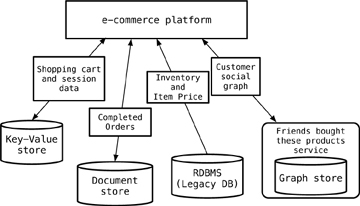 e-commerce platform
Shopping cart
and session
data
Completed
Orders
Inventory
and
Item Price
Customer
social
graph
Key-Value
store
Document
store
RDBMS
(Legacy DB)
Friends bought
these products
service
Graph store